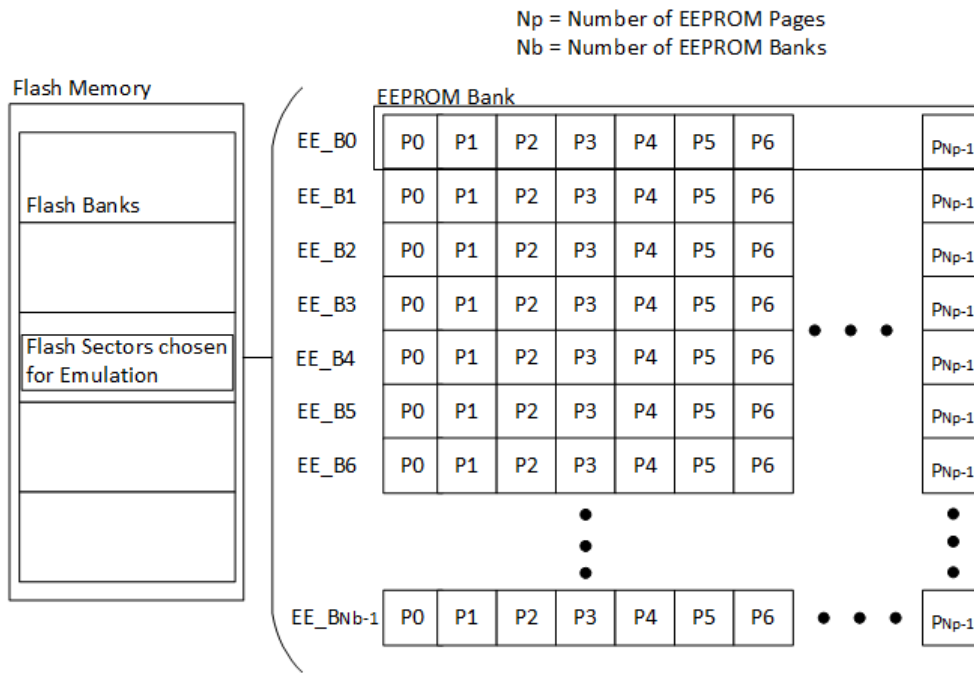 Np = Number of EEPROM Pages
Nb = Number of EEPROM Banks
Flash Memory
EEPROM Bank
Flash Banks
Flash Sectors chosen
for Emulation
EE_B0 P0 P1 P2 P3 P4 P5 P6 PNp-1
EE_B1 P0 P1 P2 P3 P4 P5 P6 PNp-1
EE_B2 P0 P1 P2 P3 P4 P5 P6 PNp-1
EE_B3 P0 P1 P2 P3 P4 P5 P6 PNp-1
EE_B4 P0 P1 P2 P3 P4 P5 P6 PNp-1
EE_B5 P0 P1 P2 P3 P4 P5 P6 PNp-1
EE_B6 P0 P1 P2 P3 P4 P5 P6 PNp-1
EE_BNb-1 P0 P1 P2 P3 P4 P5 P6 PNp-1